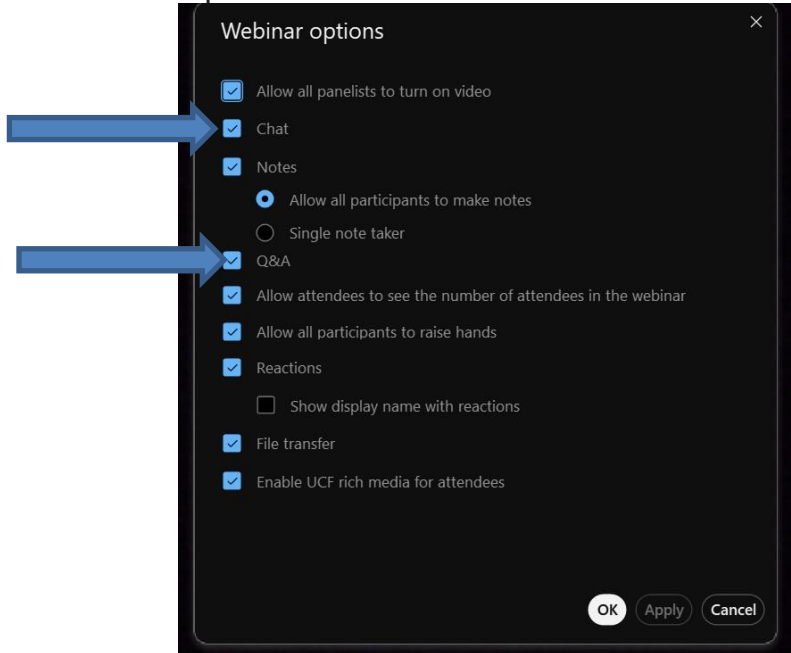 Webinar options
Allow all panelists to turn on video
Chat
Notes
Allow all participants to make notes
Single note taker
Q&A
Allow attendees to see the number of attendees in the webinar
Allow all participants to raise hands
Reactions
Show display name with reactions
File transfer
Enable UCF rich media for attendees
OK Apply Cancel